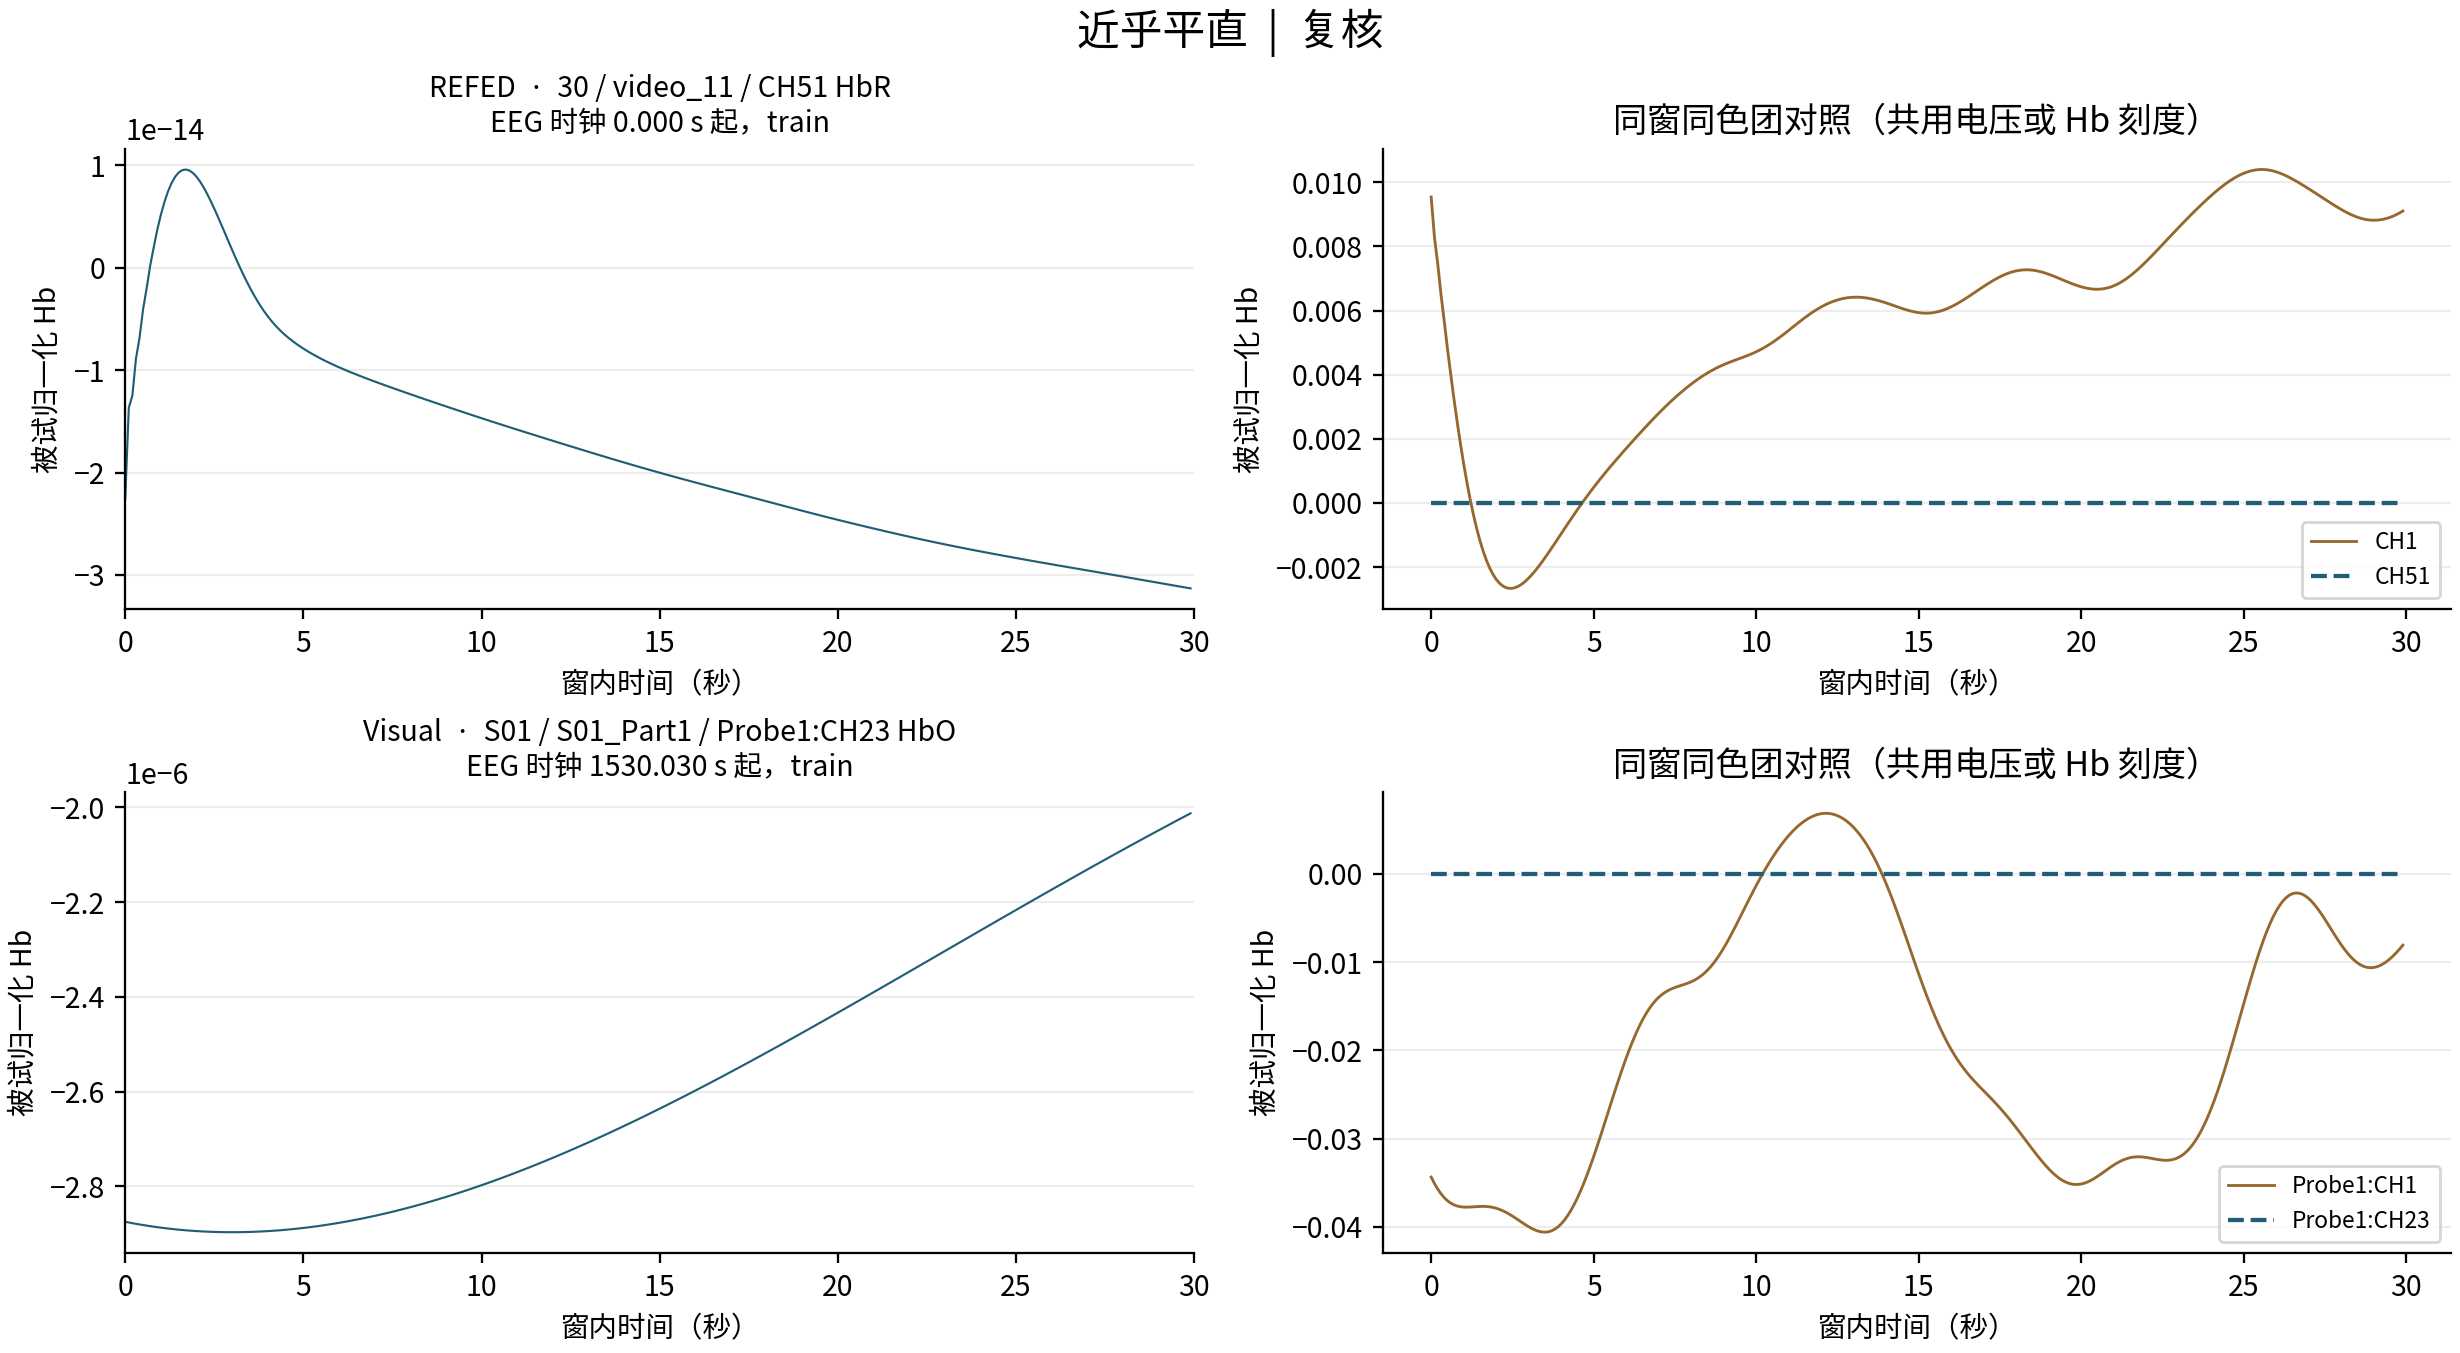 近乎平直 | 复核
REFED · 30 / video_11 / CH51 HbR
EEG 时钟 0.000 s 起，train
1e−14
1
0
−1
−2
−3
被试归一化 Hb
0
5
10
15
20
25
30
窗内时间（秒）
同窗同色团对照（共用电压或 Hb 刻度）
0.010
0.008
0.006
0.004
0.002
0.000
−0.002
被试归一化 Hb
CH1
CH51
0
5
10
15
20
25
30
窗内时间（秒）
Visual · S01 / S01_Part1 / Probe1:CH23 HbO
EEG 时钟 1530.030 s 起，train
1e−6
−2.0
−2.2
−2.4
−2.6
−2.8
被试归一化 Hb
0
5
10
15
20
25
30
窗内时间（秒）
同窗同色团对照（共用电压或 Hb 刻度）
0.00
−0.01
−0.02
−0.03
−0.04
被试归一化 Hb
Probe1:CH1
Probe1:CH23
0
5
10
15
20
25
30
窗内时间（秒）